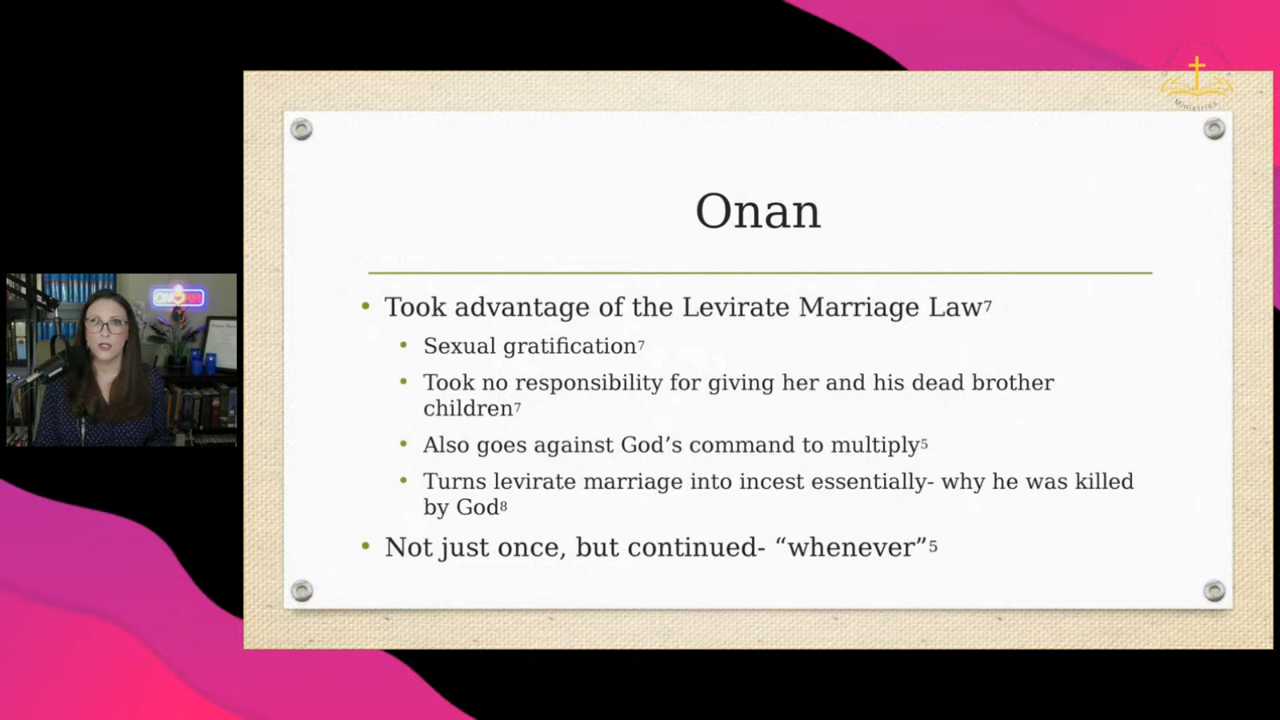 Ministries
Onan
• Took advantage of the Levirate Marriage Law7
• Sexual gratification7
• Took no responsibility for giving her and his dead brother
children7
• Also goes against God’s command to multiply5
• Turns levirate marriage into incest essentially- why he was killed
by God8
• Not just once, but continued- “whenever”5